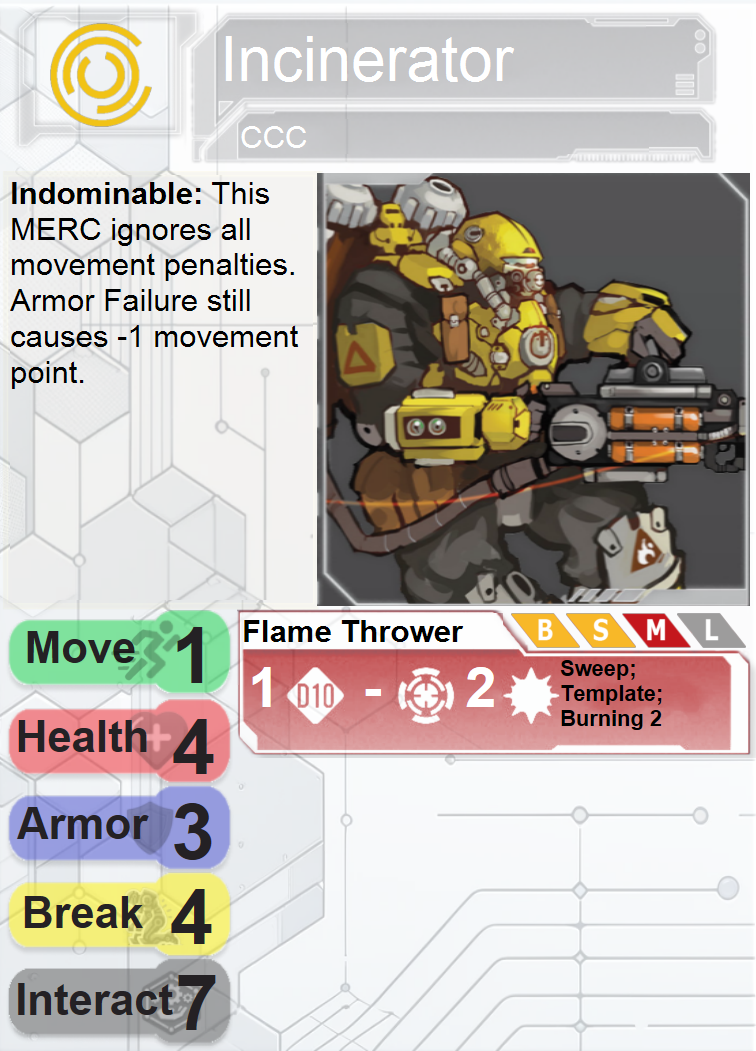 Incinerator
CCC
Indominable: This
MERC ignores all
movement penalties.
Armor Failure still
causes -1 movement
point.
Move 1
Health 4
Armor 3
Break 4
Interact 7
Flame Thrower B S M L
1 D10 - 2
Sweep;
Template;
Burning 2